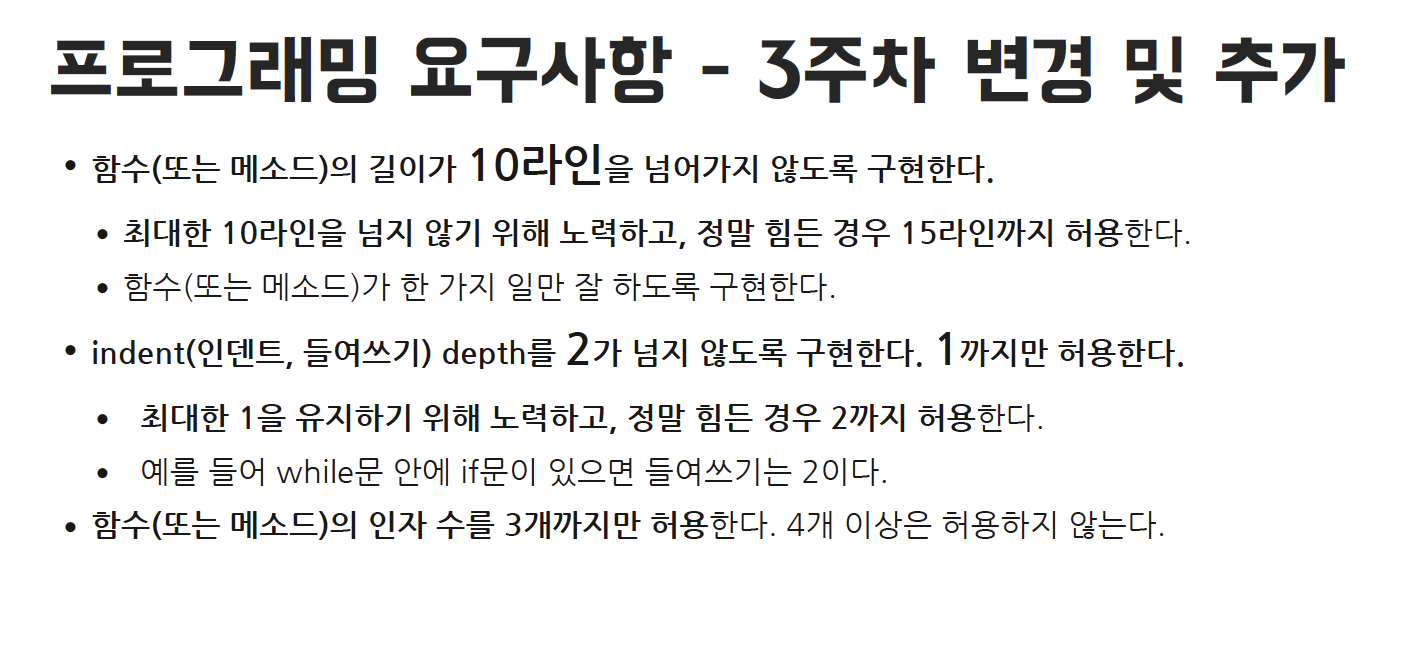 프로그래밍 요구사항 - 3주차 변경 및 추가
• 함수(또는 메소드)의 길이가 10라인을 넘어가지 않도록 구현한다.
• 최대한 10라인을 넘지 않기 위해 노력하고, 정말 힘든 경우 15라인까지 허용한다.
• 함수(또는 메소드)가 한 가지 일만 잘 하도록 구현한다.
• indent(인덴트, 들여쓰기) depth를 2가 넘지 않도록 구현한다. 1까지만 허용한다.
• 최대한 1을 유지하기 위해 노력하고, 정말 힘든 경우 2까지 허용한다.
• 예를 들어 while문 안에 if문이 있으면 들여쓰기는 2이다.
• 함수(또는 메소드)의 인자 수를 3개까지만 허용한다. 4개 이상은 허용하지 않는다.